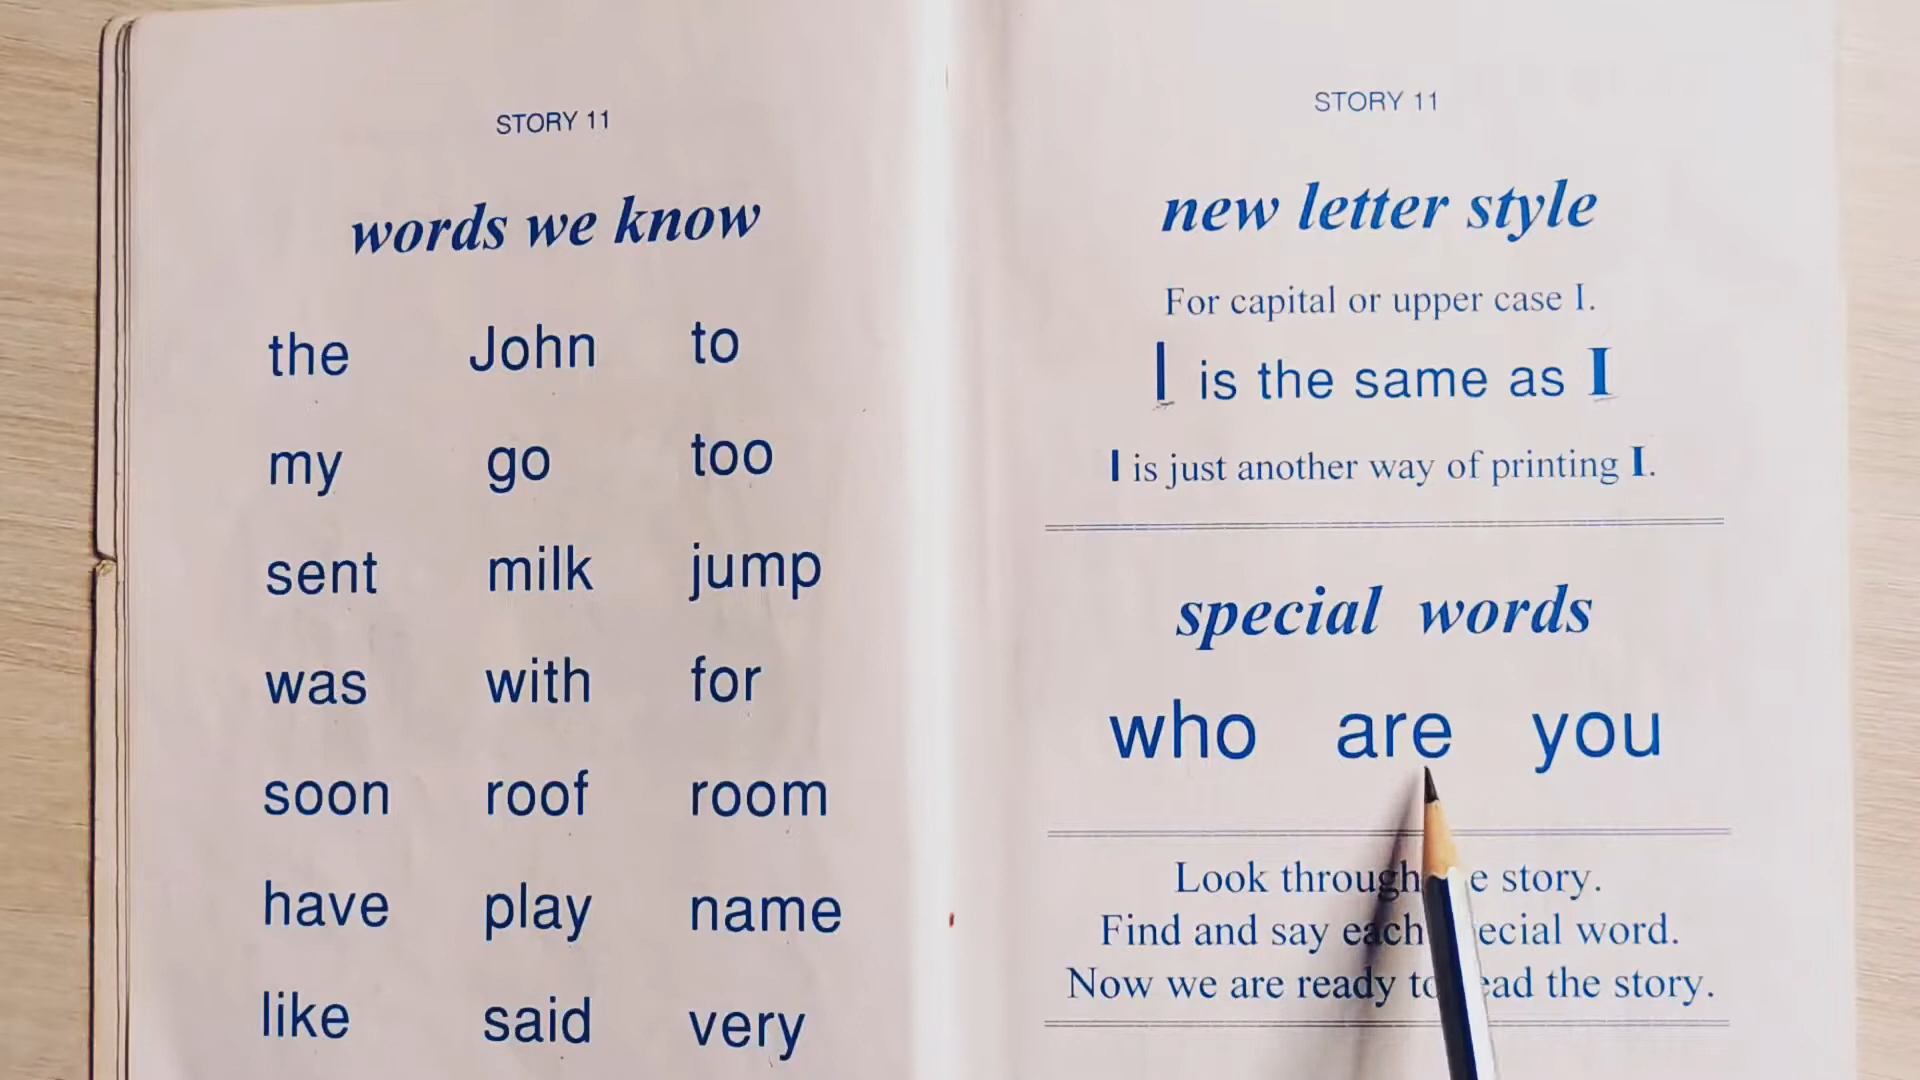 STORY 11
words we know
the John to
my go too
sent milk jump
was with for
soon roof room
have play name
like said very
STORY 11
new letter style
For capital or upper case I.
I is the same as I
I is just another way of printing I.
special words
who are you
Look through story.
Find and say each word.
Now we are ready the story.